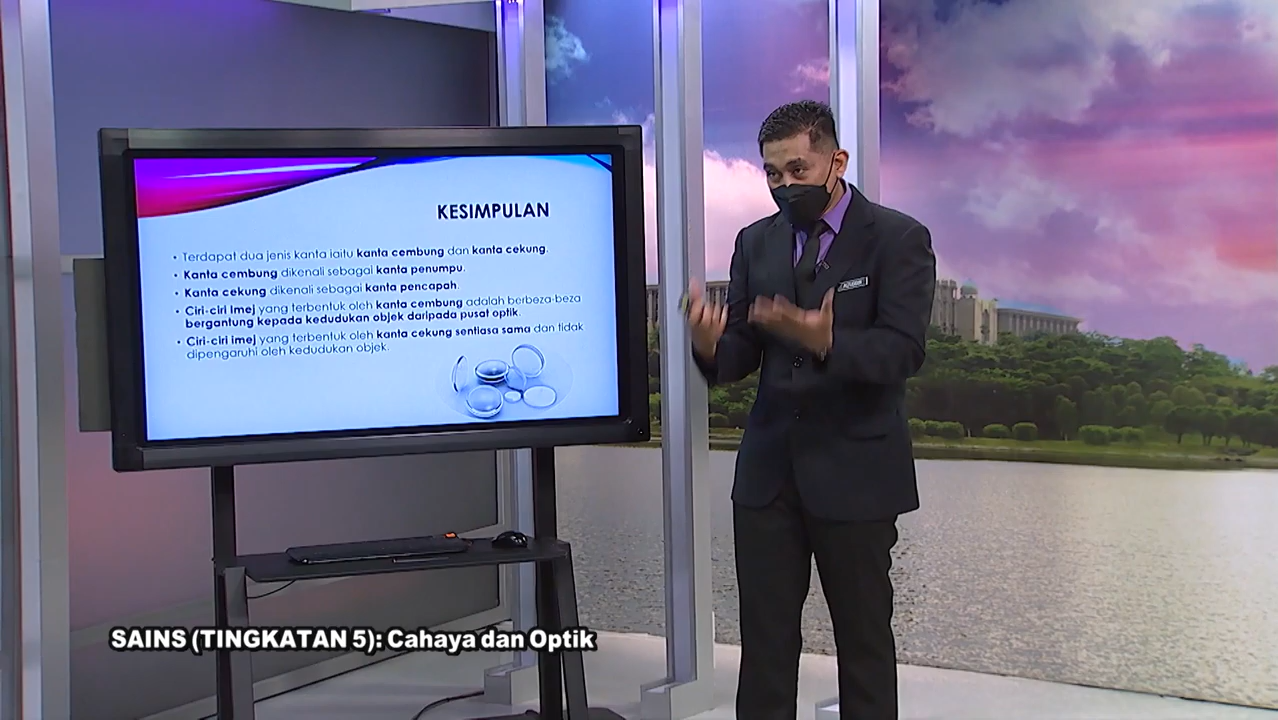 KESIMPULAN
• Terdapat dua jenis kanta iaitu kanta cembung dan kanta cekung.
• Kanta cembung dikenali sebagai kanta penumpu.
• Kanta cekung dikenali sebagai kanta pencapah.
• Ciri-ciri Imej yang terbentuk oleh kanta cembung adalah berbeza-beza
bergantung kepada kedudukan objek daripada pusat optik.
• Ciri-ciri imej yang terbentuk oleh kanta cekung sentiasa sama dan tidak
dipengaruhi oleh kedudukan objek.
SAINS (TINGKATAN 5): Cahaya dan Optik